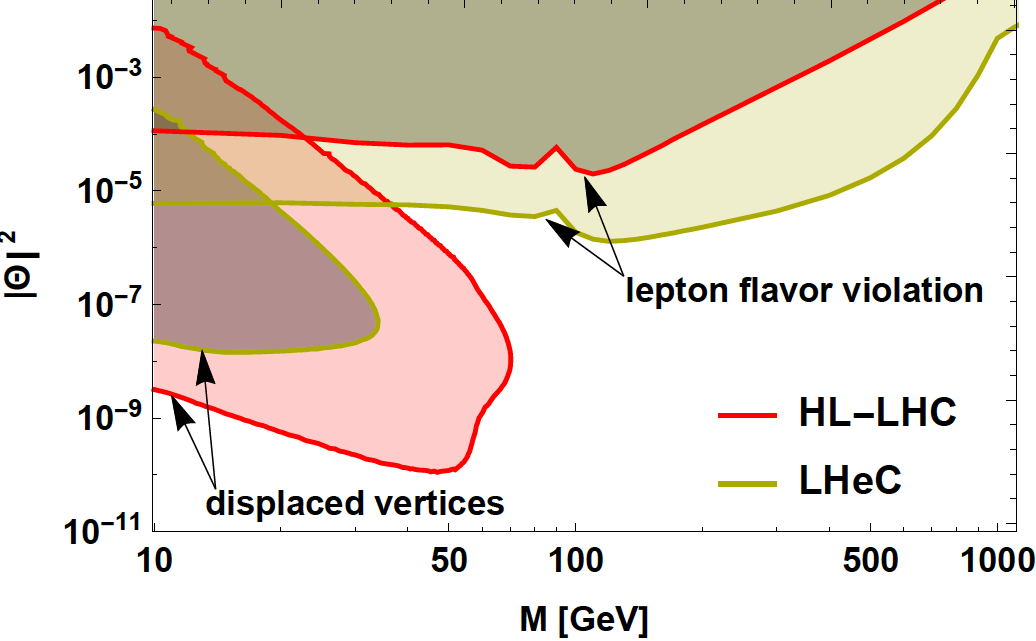 10⁻³
10⁻⁵
10⁻⁷
10⁻⁹
10⁻¹¹
|Θ|²
lepton flavor violation
displaced vertices
HL–LHC
LHeC
10 50 100 500 1000
M [GeV]